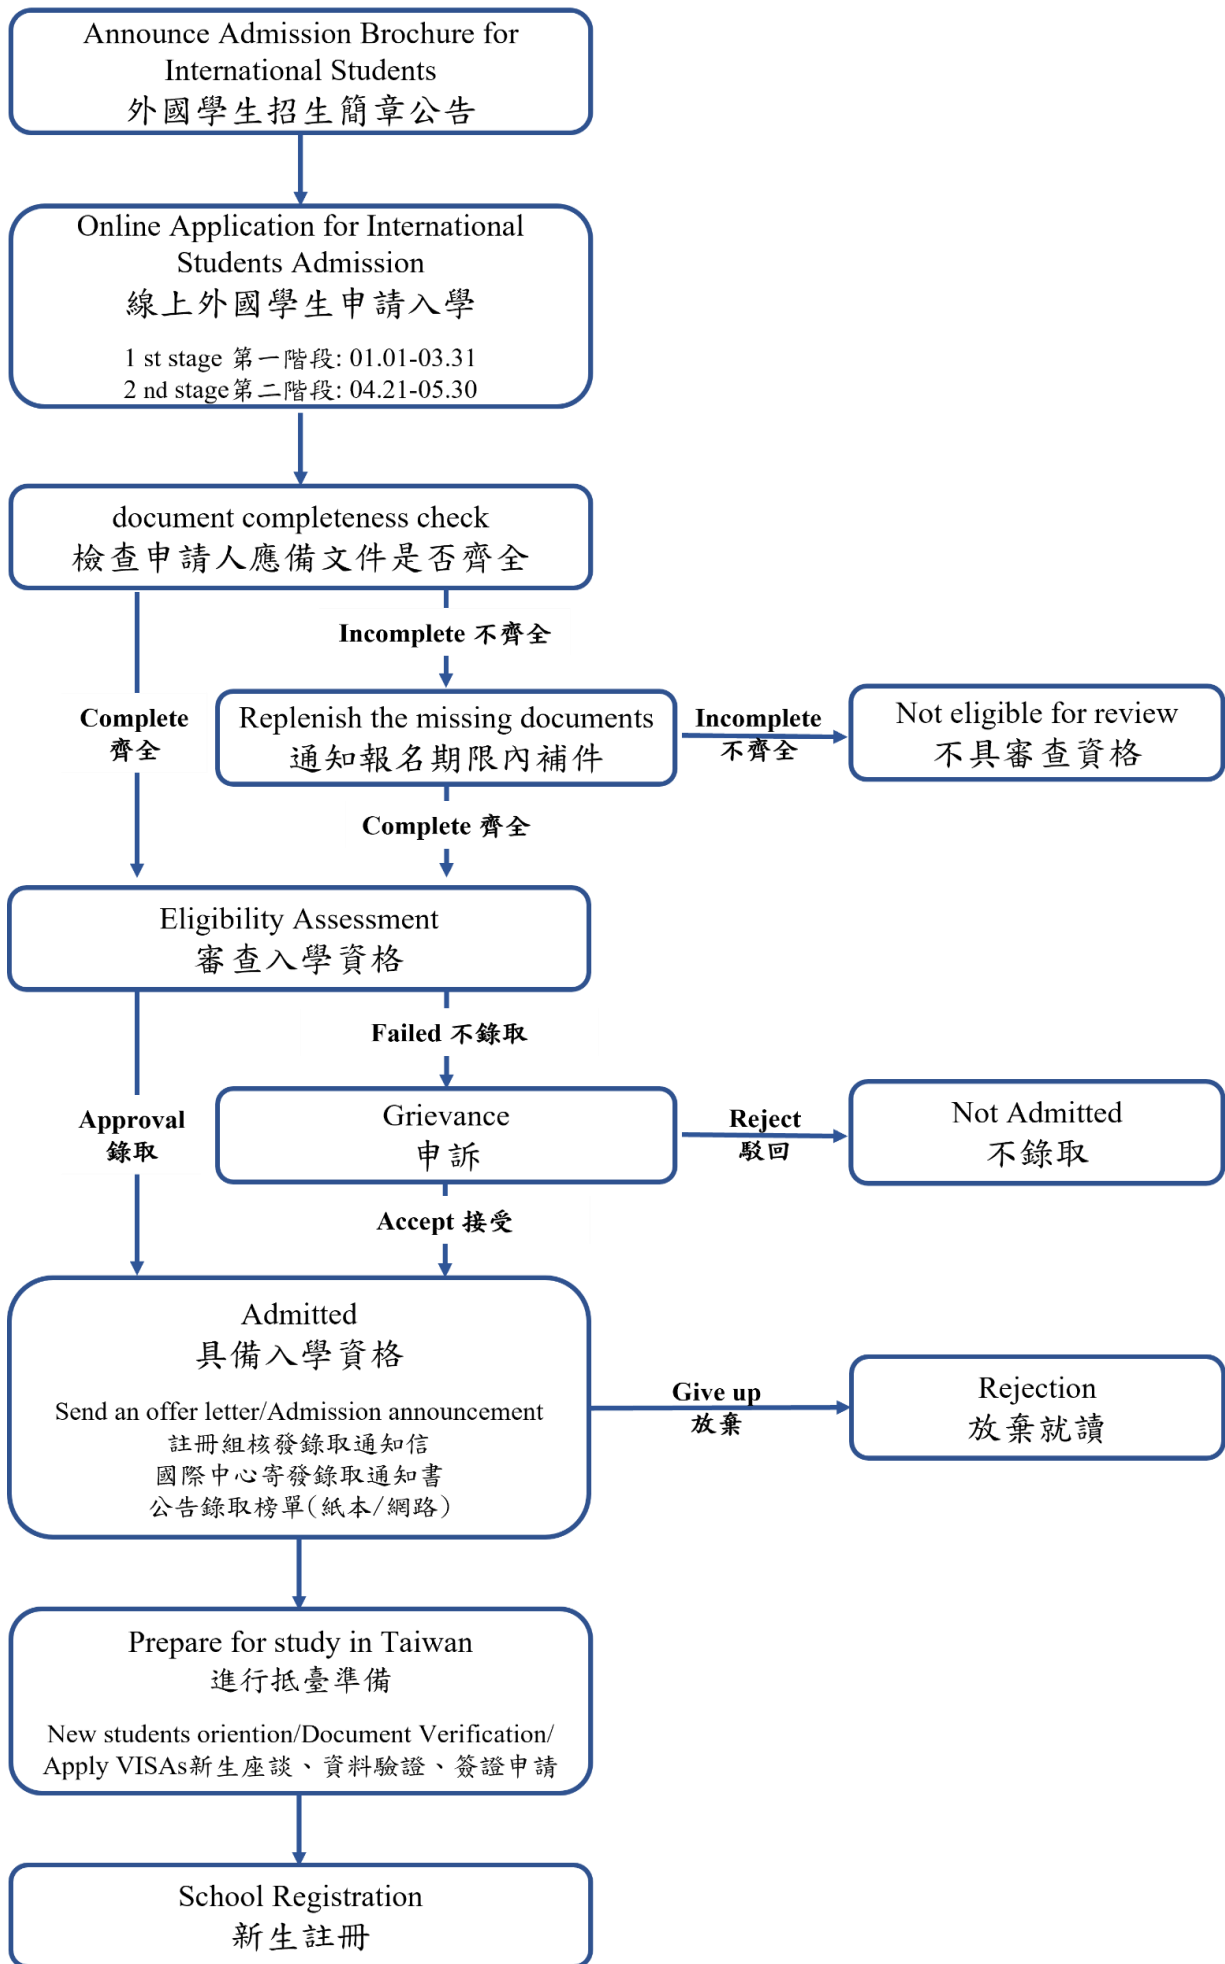 Announce Admission Brochure for
International Students
外國學生招生簡章公告
Online Application for International
Students Admission
線上外國學生申請入學
1 st stage 第一階段: 01.01-03.31
2 nd stage第二階段: 04.21-05.30
document completeness check
檢查申請人應備文件是否齊全
Incomplete 不齊全
Complete
齊全
Replenish the missing documents
通知報名期限內補件
Incomplete
不齊全
Not eligible for review
不具審查資格
Complete 齊全
Eligibility Assessment
審查入學資格
Failed 不錄取
Approval
錄取
Grievance
申訴
Reject
駁回
Not Admitted
不錄取
Accept 接受
Admitted
具備入學資格
Send an offer letter/Admission announcement
註冊組核發錄取通知信
國際中心寄發錄取通知書
公告錄取榜單(紙本/網路)
Give up
放棄
Rejection
放棄就讀
Prepare for study in Taiwan
進行抵臺準備
New students oriention/Document Verification/
Apply VISAs新生座談、資料驗證、簽證申請
School Registration
新生註冊